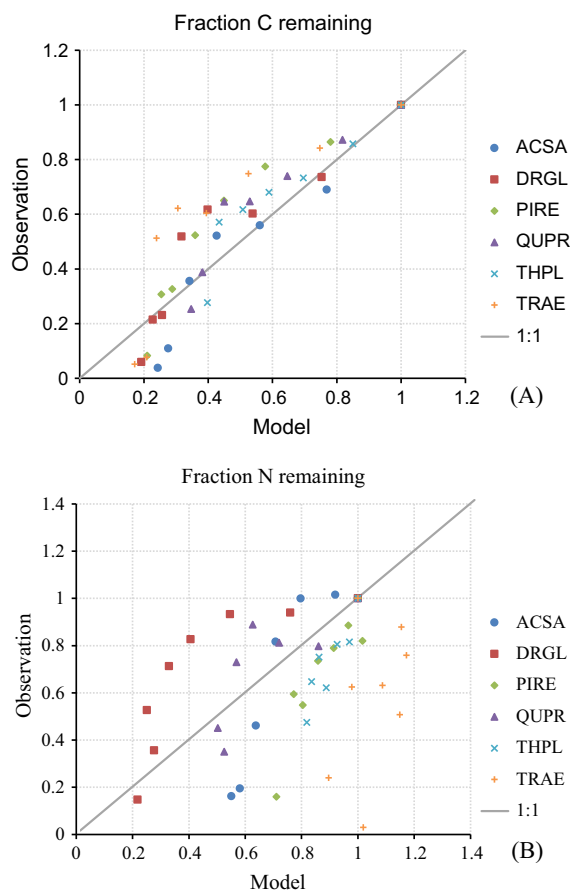 Fraction C remaining
1.2
1
0.8
0.6
0.4
0.2
0
Observation
0 0.2 0.4 0.6 0.8 1 1.2
Model
ACSA
DRGL
PIRE
QUPR
THPL
TRAE
1:1
(A)
Fraction N remaining
1.4
1.2
1
0.8
0.6
0.4
0.2
0
Observation
0 0.2 0.4 0.6 0.8 1 1.2 1.4
Model
ACSA
DRGL
PIRE
QUPR
THPL
TRAE
1:1
(B)